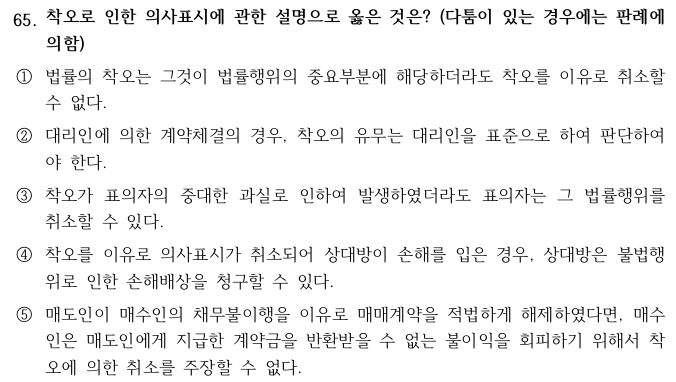 65. 착오로 인한 의사표시에 관한 설명으로 옳은 것은? (다툼이 있는 경우에는 판례에
의함)
① 법률의 착오는 그것이 법률행위의 중요부분에 해당하더라도 착오를 이유로 취소할
수 없다.
② 대리인에 의한 계약체결의 경우, 착오의 유무는 대리인을 표준으로 하여 판단하여
야 한다.
③ 착오가 표의자의 중대한 과실로 인하여 발생하였더라도 표의자는 그 법률행위를
취소할 수 있다.
④ 착오를 이유로 의사표시가 취소되어 상대방이 손해를 입은 경우, 상대방은 불법행
위로 인한 손해배상을 청구할 수 있다.
⑤ 매도인이 매수인의 채무불이행을 이유로 매매계약을 적법하게 해제하였다면, 매수
인은 매도인에게 지급한 계약금을 반환받을 수 없는 불이익을 회피하기 위해서 착
오에 의한 취소를 주장할 수 없다.